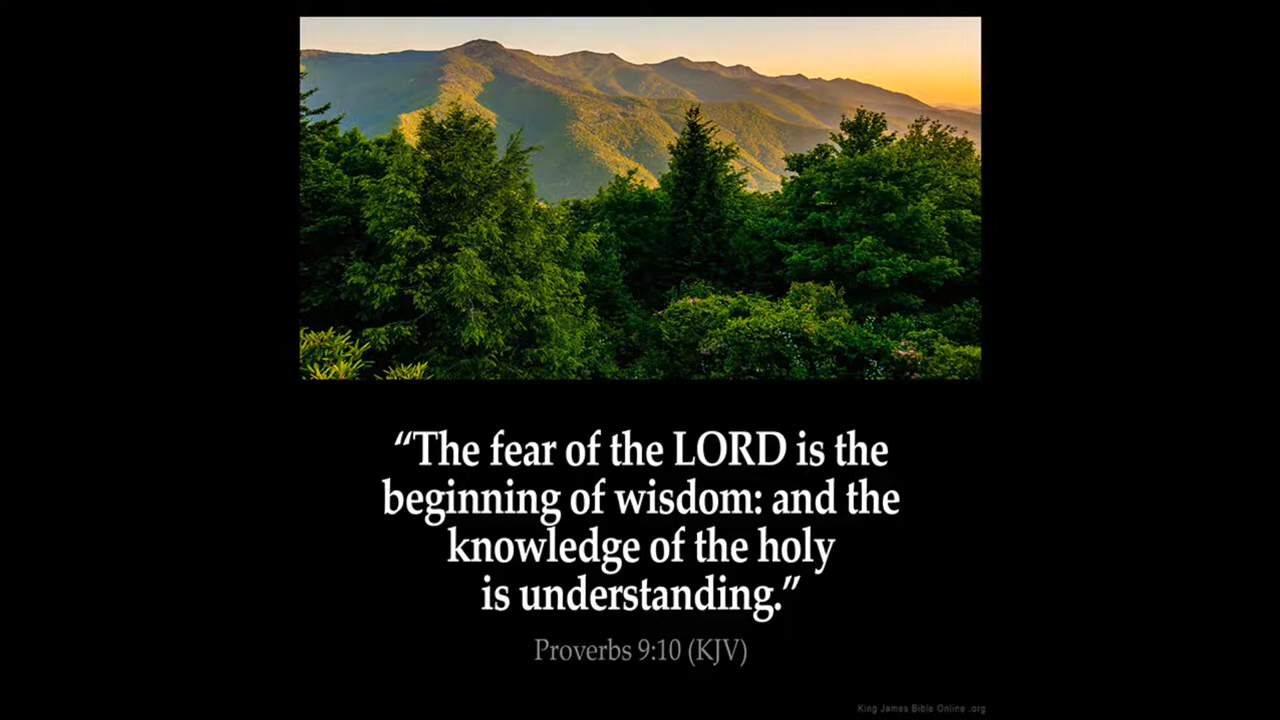 “The fear of the LORD is the
beginning of wisdom: and the
knowledge of the holy
is understanding.”
Proverbs 9:10 (KJV)
King James Bible Online .org